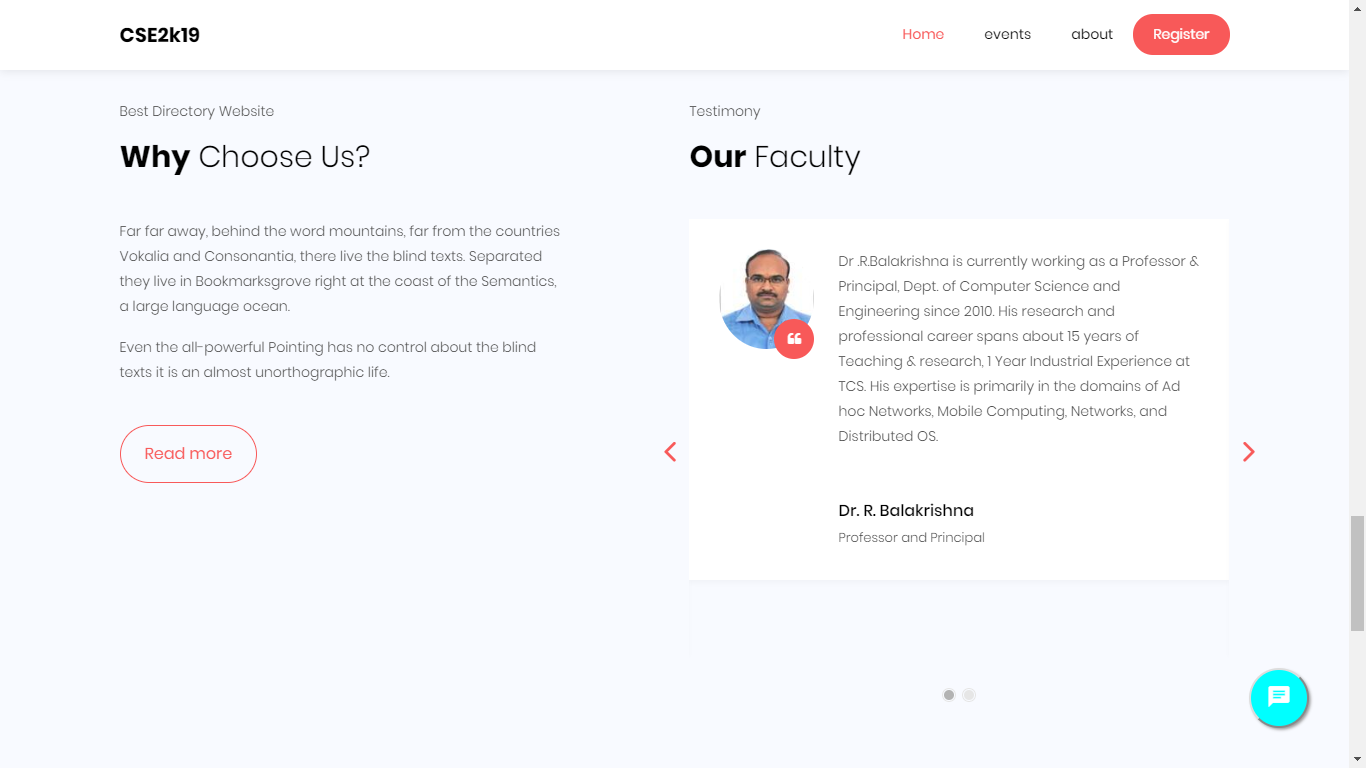 CSE2k19
Home
events
about
Register
Best Directory Website
Why Choose Us?
Far far away, behind the word mountains, far from the countries
Vokalia and Consonantia, there live the blind texts. Separated
they live in Bookmarksgrove right at the coast of the Semantics,
a large language ocean.
Even the all-powerful Pointing has no control about the blind
texts it is an almost unorthographic life.
Read more
Testimony
Our Faculty
Dr .R.Balakrishna is currently working as a Professor &
Principal, Dept. of Computer Science and
Engineering since 2010. His research and
professional career spans about 15 years of
Teaching & research, 1 Year Industrial Experience at
TCS. His expertise is primarily in the domains of Ad
hoc Networks, Mobile Computing, Networks, and
Distributed OS.
Dr. R. Balakrishna
Professor and Principal